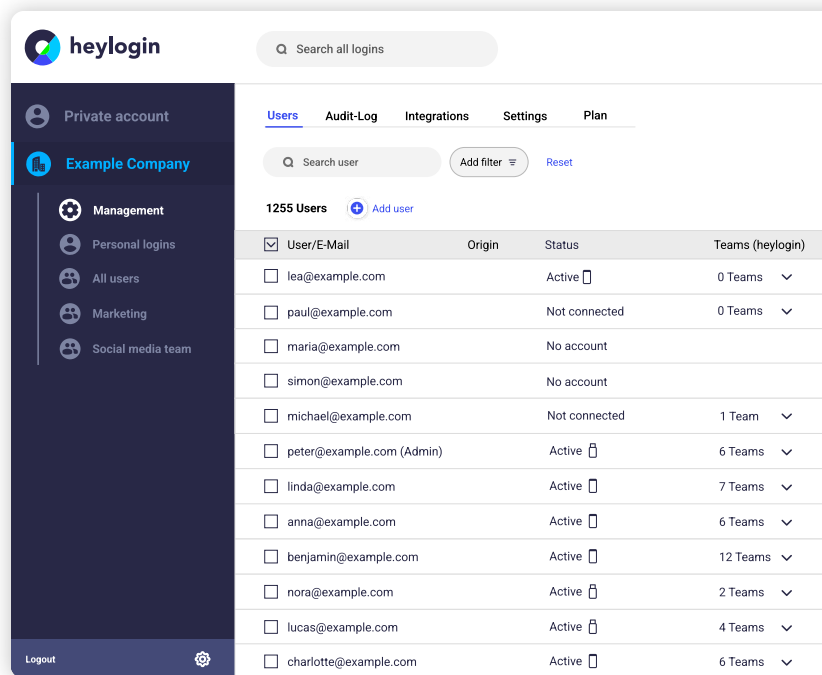 heylogin
Search all logins
Private account
Example Company
Management
Personal logins
All users
Marketing
Social media team
Logout
Users Audit-Log Integrations Settings Plan
Search user Add filter Reset
1255 Users Add user
User/E-Mail Origin Status Teams (heylogin)
lea@example.com Active 0 Teams
paul@example.com Not connected 0 Teams
maria@example.com No account
simon@example.com No account
michael@example.com Not connected 1 Team
peter@example.com (Admin) Active 6 Teams
linda@example.com Active 7 Teams
anna@example.com Active 6 Teams
benjamin@example.com Active 12 Teams
nora@example.com Active 2 Teams
lucas@example.com Active 4 Teams
charlotte@example.com Active 6 Teams